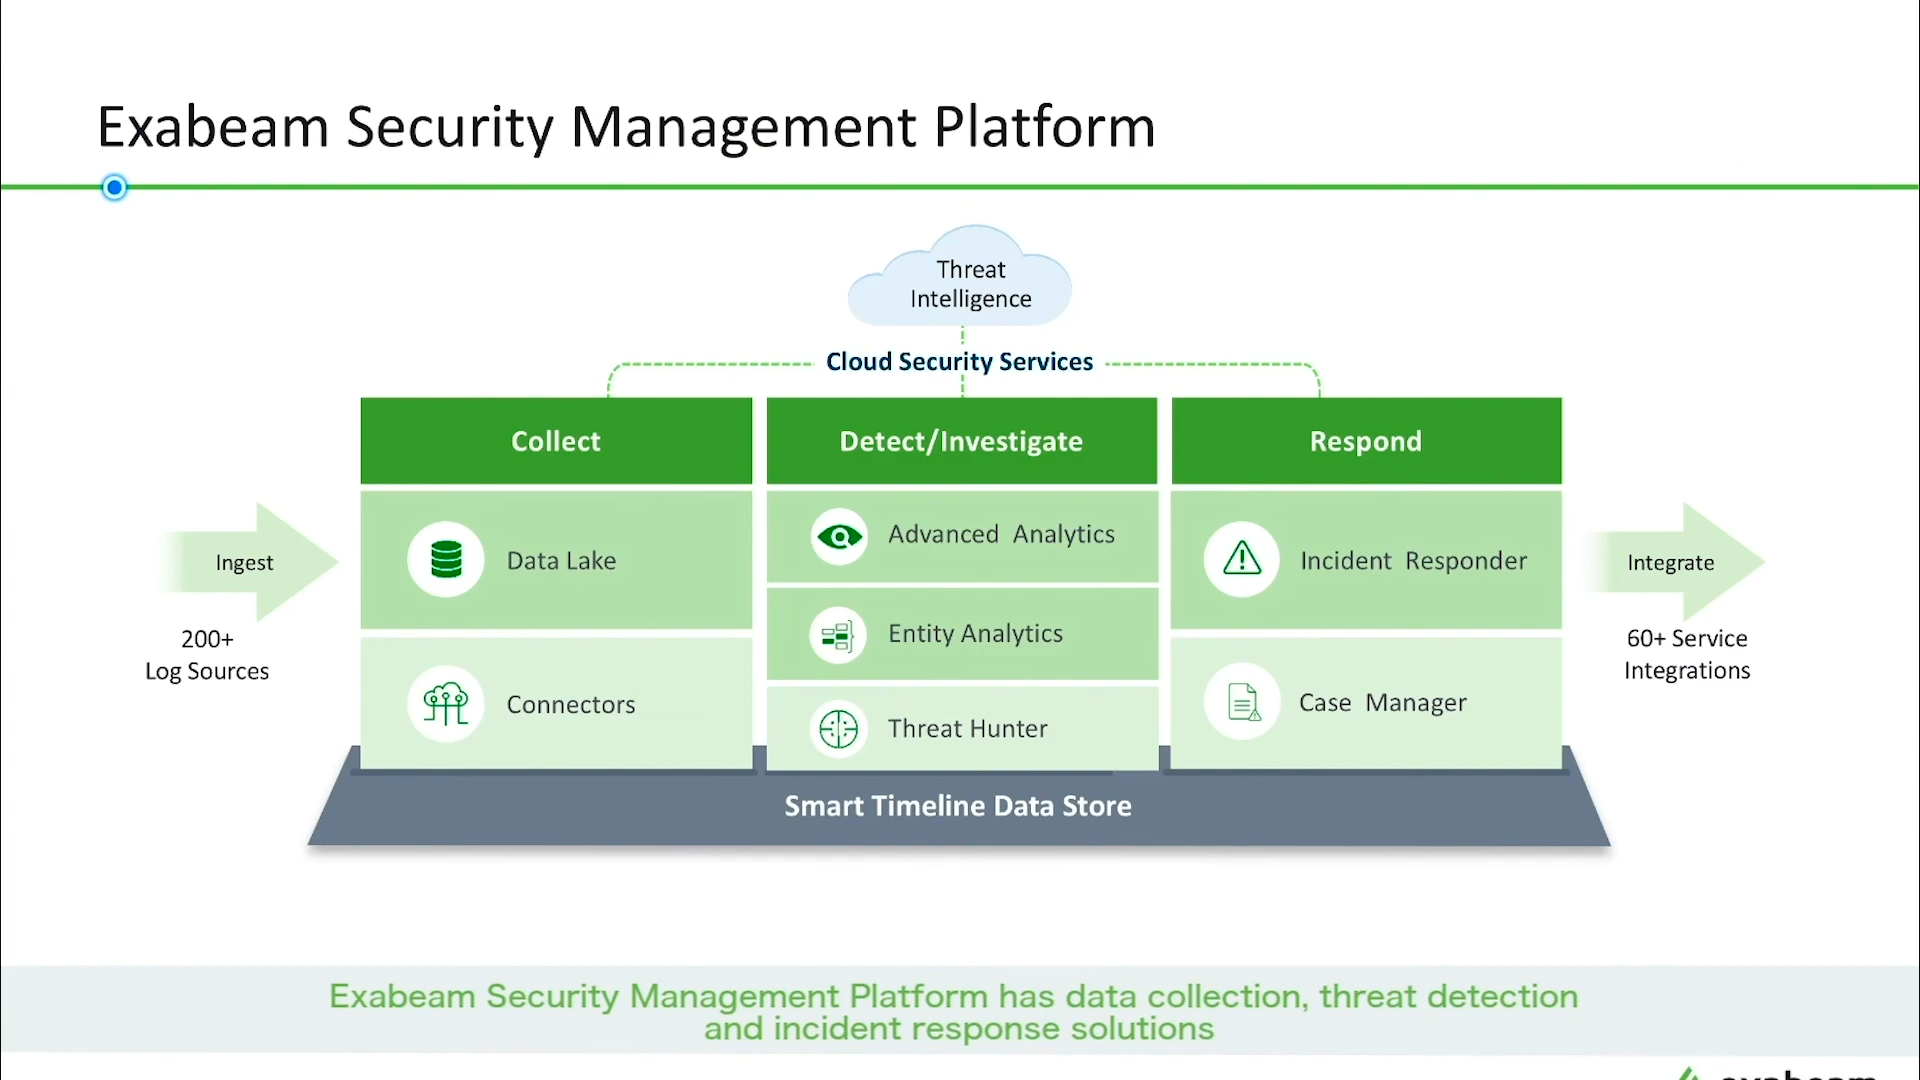 Exabeam Security Management Platform
Threat
Intelligence
Cloud Security Services
Collect
Detect/Investigate
Respond
Ingest
200+
Log Sources
Data Lake
Connectors
Advanced Analytics
Entity Analytics
Threat Hunter
Incident Responder
Case Manager
Integrate
60+ Service
Integrations
Smart Timeline Data Store
Exabeam Security Management Platform has data collection, threat detection
and incident response solutions
exabeam